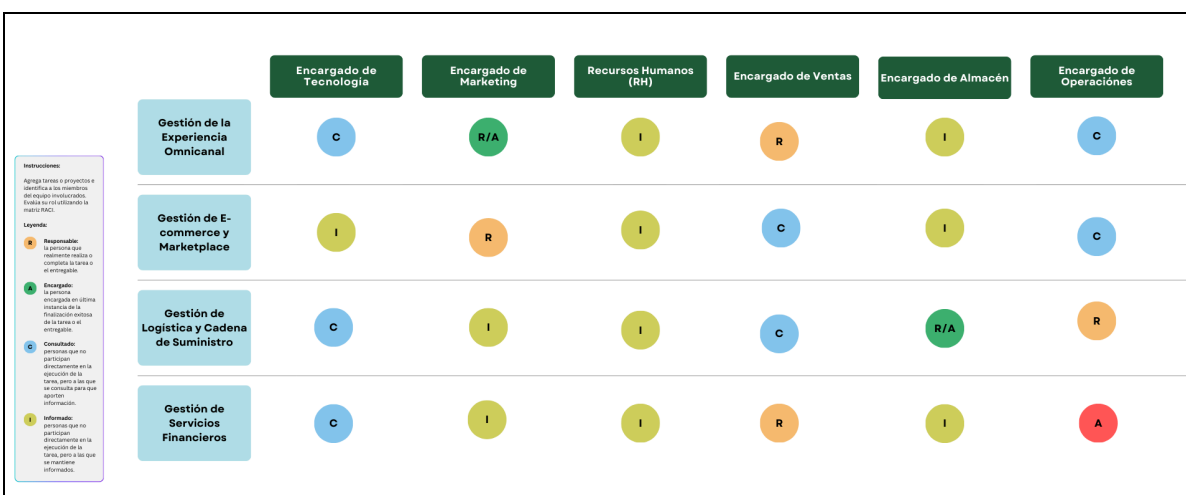 Encargado de
Tecnología
Encargado de
Marketing
Recursos Humanos
(RH)
Encargado de Ventas
Encargado de Almacén
Encargado de
Operaciónes
Gestión de la
Experiencia
Omnicanal
C
R/A
I
R
I
C
Gestión de E-
commerce y
Marketplace
I
R
I
C
I
C
Gestión de
Logística y Cadena
de Suministro
C
I
I
C
R/A
R
Gestión de
Servicios
Financieros
C
I
I
R
I
A
Instrucciones:
Agrega tareas o proyectos e
identifica a los miembros
del equipo involucrados.
Evalúa su rol utilizando la
matriz RACI.
Leyenda:
R
Responsable:
la persona que
realmente realiza o
completa la tarea o
el entregable.
A
Encargado:
la persona
encargada en última
instancia de la
finalización exitosa
de la tarea o el
entregable.
C
Consultado:
personas que no
participan
directamente en la
ejecución de la
tarea, pero a las que
se consulta para que
aporten
información.
I
Informado:
personas que no
participan
directamente en la
ejecución de la
tarea, pero a las que
se mantiene
informados.